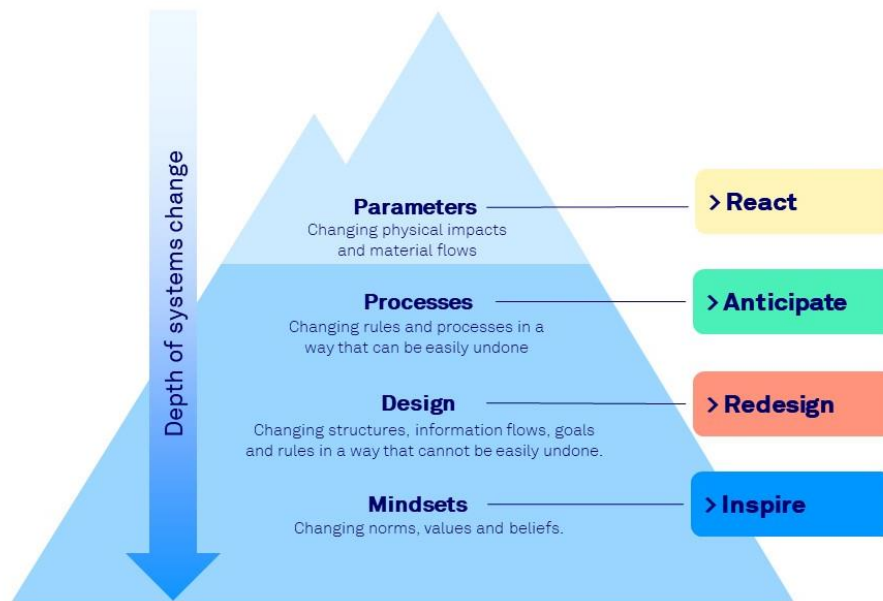 Depth of systems change
Parameters
Changing physical impacts
and material flows
> React
Processes
Changing rules and processes in a
way that can be easily undone
> Anticipate
Design
Changing structures, information flows, goals
and rules in a way that cannot be easily undone.
> Redesign
Mindsets
Changing norms, values and beliefs.
> Inspire